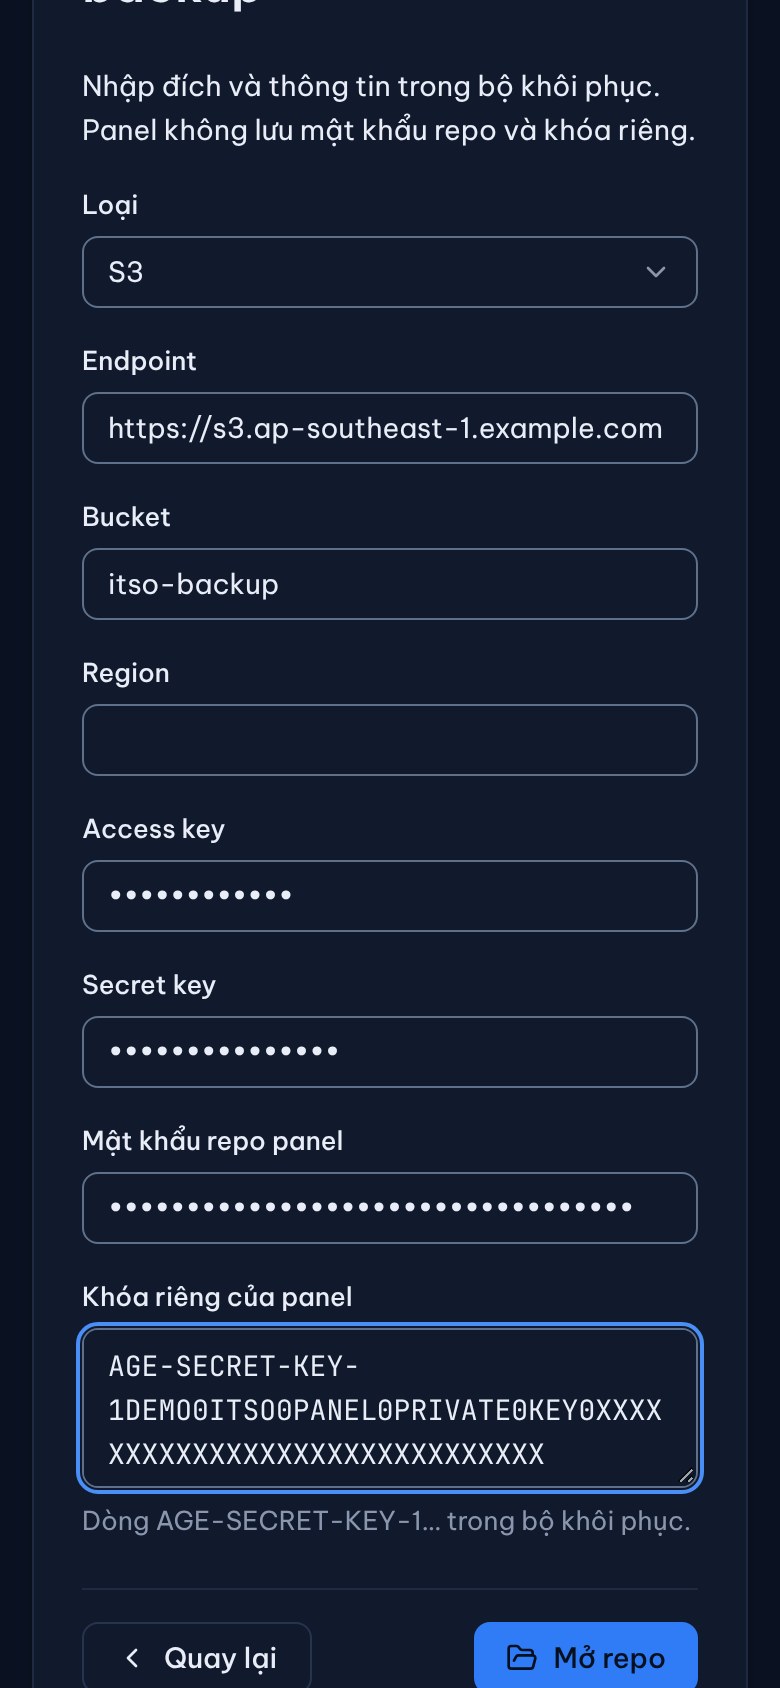 Nhập đích và thông tin trong bộ khôi phục.
Panel không lưu mật khẩu repo và khóa riêng.
Loại
S3
Endpoint
https://s3.ap-southeast-1.example.com
Bucket
itso-backup
Region
Access key
••••••••••••
Secret key
•••••••••••••••
Mật khẩu repo panel
••••••••••••••••••••••••••••••••••
Khóa riêng của panel
AGE-SECRET-KEY-
1DEMO0ITSO0PANEL0PRIVATE0KEY0XXXX
XXXXXXXXXXXXXXXXXXXXXXXXXX
Dòng AGE-SECRET-KEY-1... trong bộ khôi phục.
Quay lại
Mở repo